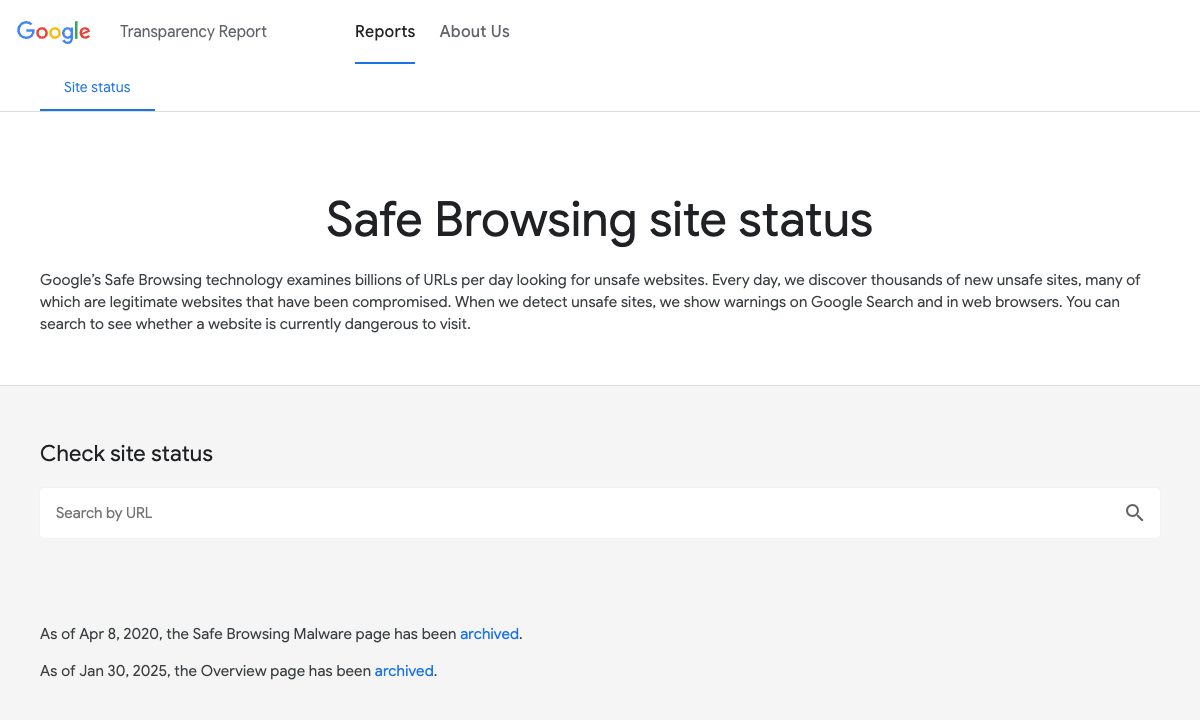 Google Transparency Report Reports About Us
Site status
Safe Browsing site status
Google’s Safe Browsing technology examines billions of URLs per day looking for unsafe websites. Every day, we discover thousands of new unsafe sites, many of
which are legitimate websites that have been compromised. When we detect unsafe sites, we show warnings on Google Search and in web browsers. You can
search to see whether a website is currently dangerous to visit.
Check site status
Search by URL
As of Apr 8, 2020, the Safe Browsing Malware page has been archived.
As of Jan 30, 2025, the Overview page has been archived.